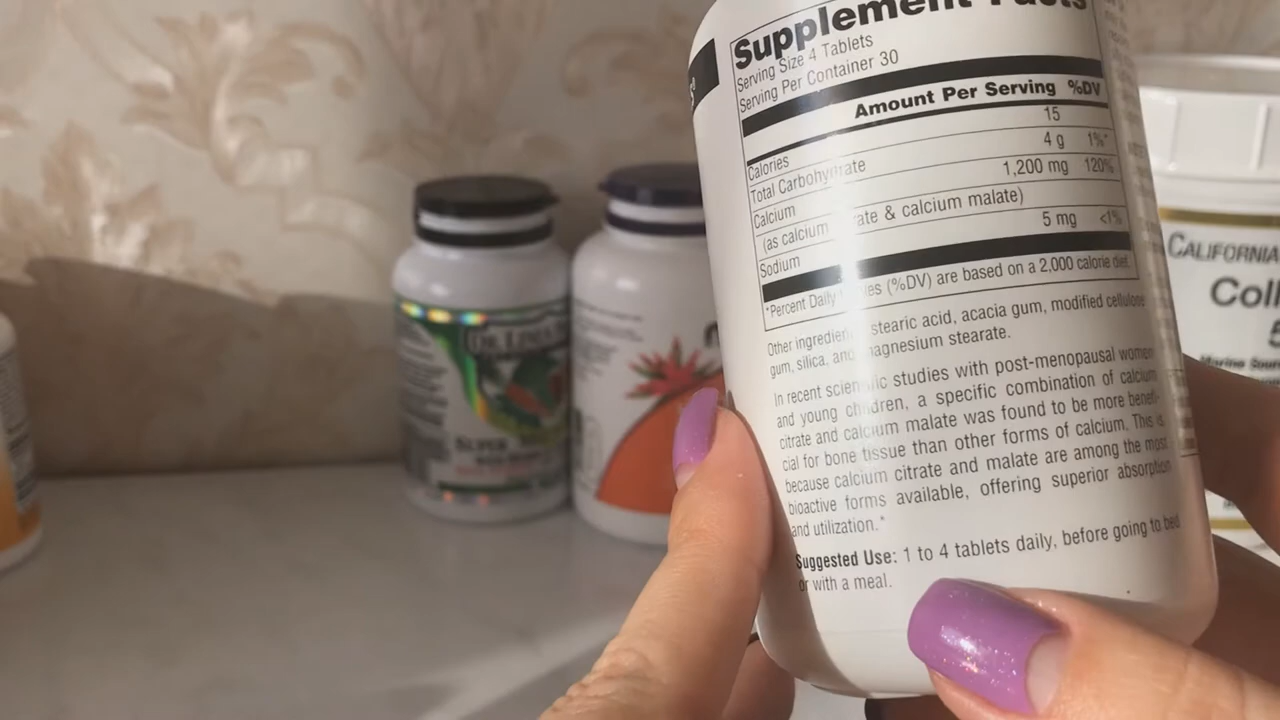 Supplement Facts
Serving Size 4 Tablets
Serving Per Container 30
Amount Per Serving %DV
Calories 15
Total Carbohydrate 4 g 1%*
Calcium 1,200 mg 120%
(as calcium rate & calcium malate)
Sodium 5 mg <1%
*Percent Daily (%DV) are based on a 2,000 calorie diet.
Other stearic acid, acacia gum, modified cellulose
gum, silica, and magnesium stearate.
In recent studies with post-menopausal women
and young children, a specific combination of calcium
citrate and calcium malate was found to be more benefi-
cial for bone tissue than other forms of calcium. This is
because calcium citrate and malate are among the most
bioactive forms available, offering superior absorption
and utilization.*
Suggested Use: 1 to 4 tablets daily, before going to bed
or with a meal.
CALIFORNIA
Coll
5